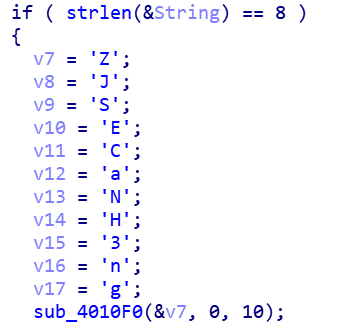 if ( strlen(&String) == 8 )
{
v7 = 'Z';
v8 = 'J';
v9 = 'S';
v10 = 'E';
v11 = 'C';
v12 = 'a';
v13 = 'N';
v14 = 'H';
v15 = '3';
v16 = 'n';
v17 = 'g';
sub_4010F0(&v7, 0, 10);